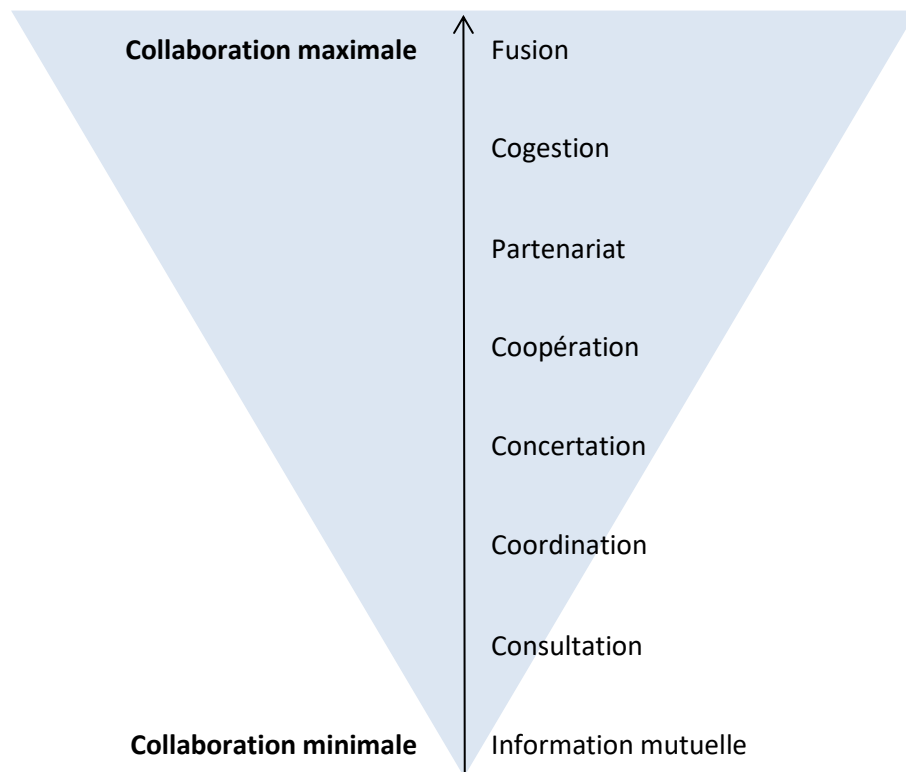 Collaboration maximale Fusion
Cogestion
Partenariat
Coopération
Concertation
Coordination
Consultation
Collaboration minimale Information mutuelle